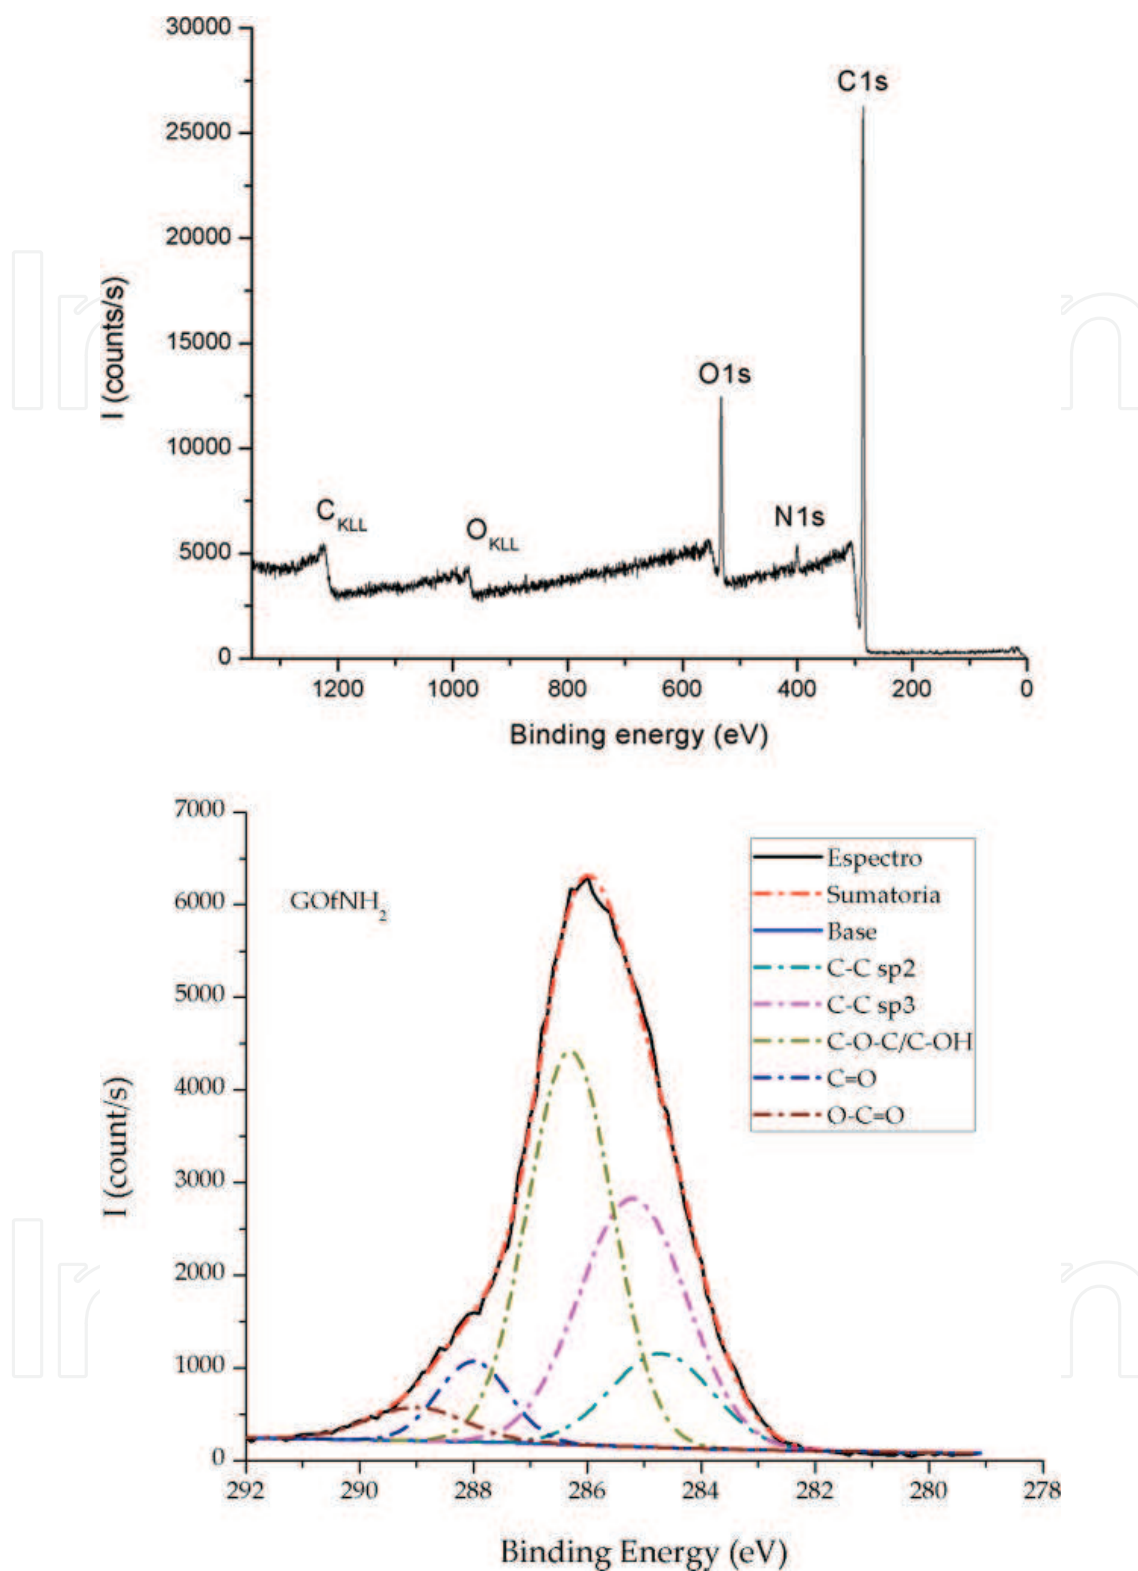 30000
25000
20000
15000
10000
5000
0
I (counts/s)
C1s
O1s
N1s
C KLL
O KLL
1200 1000 800 600 400 200 0
Binding energy (eV)
7000
6000
5000
4000
3000
2000
1000
0
I (count/s)
GOfNH2
Espectro
Sumatoria
Base
C-C sp2
C-C sp3
C-O-C/C-OH
C=O
O-C=O
292 290 288 286 284 282 280 278
Binding Energy (eV)